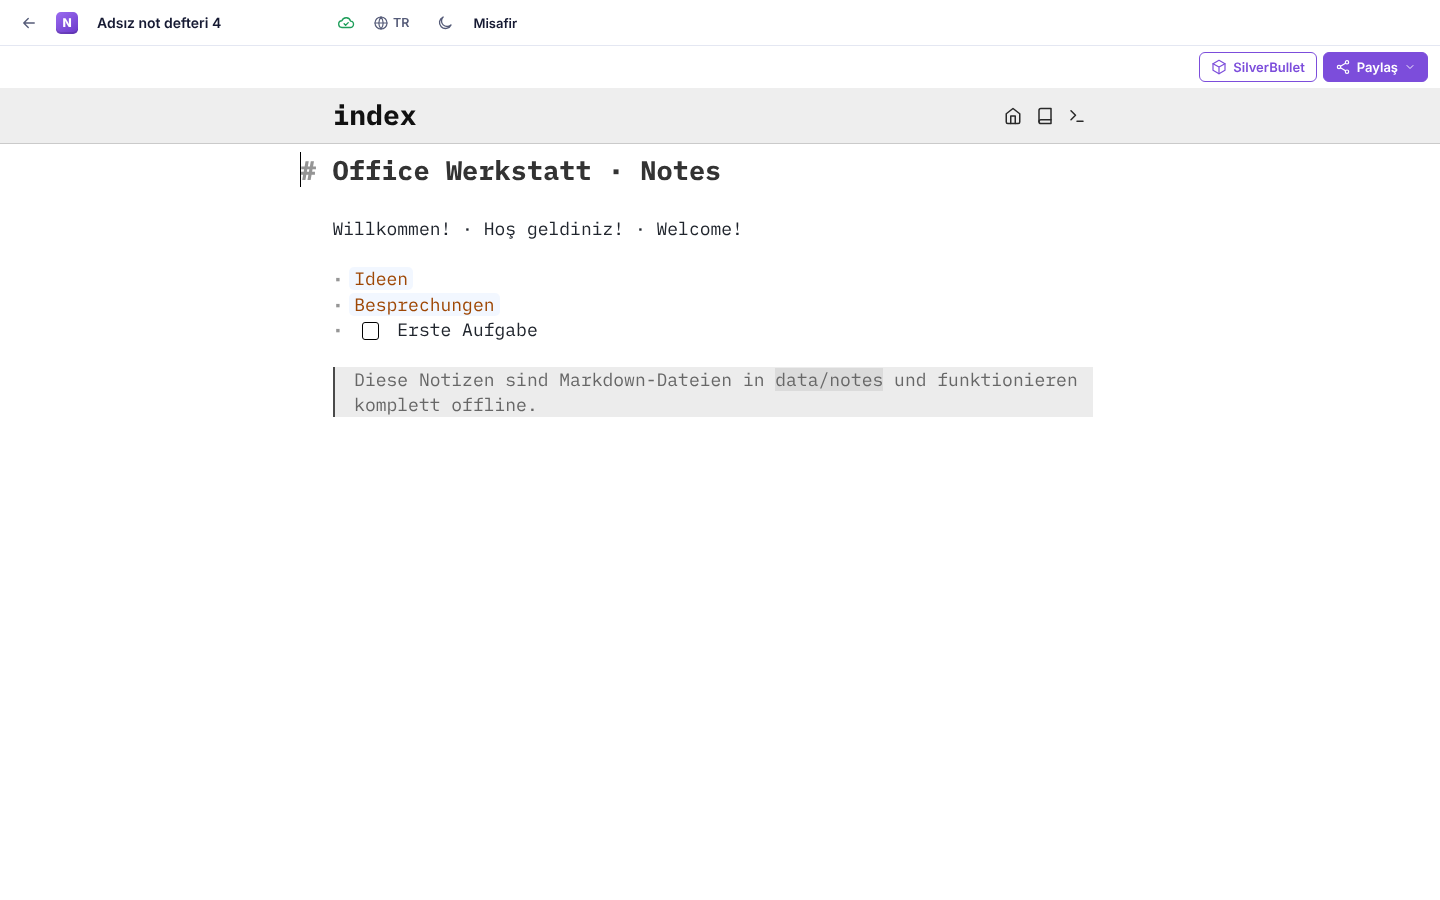 N Adsız not defteri 4 TR Misafir
SilverBullet Paylaş
index
# Office Werkstatt · Notes
Willkommen! · Hoş geldiniz! · Welcome!
Ideen
Besprechungen
Erste Aufgabe
Diese Notizen sind Markdown-Dateien in data/notes und funktionieren
komplett offline.